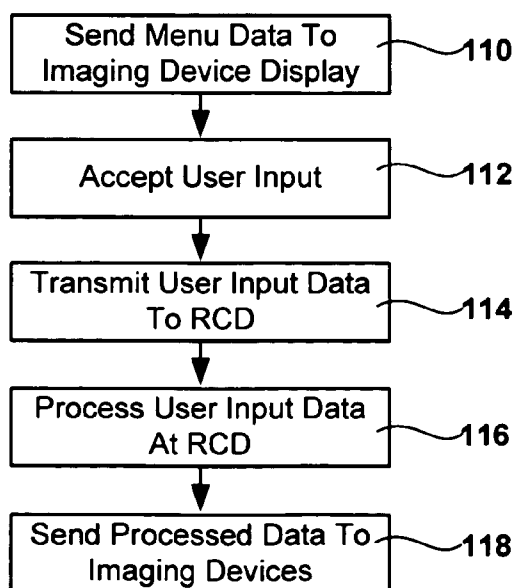 Send Menu Data To
Imaging Device Display
110
Accept User Input
112
Transmit User Input Data
To RCD
114
Process User Input Data
At RCD
116
Send Processed Data To
Imaging Devices
118